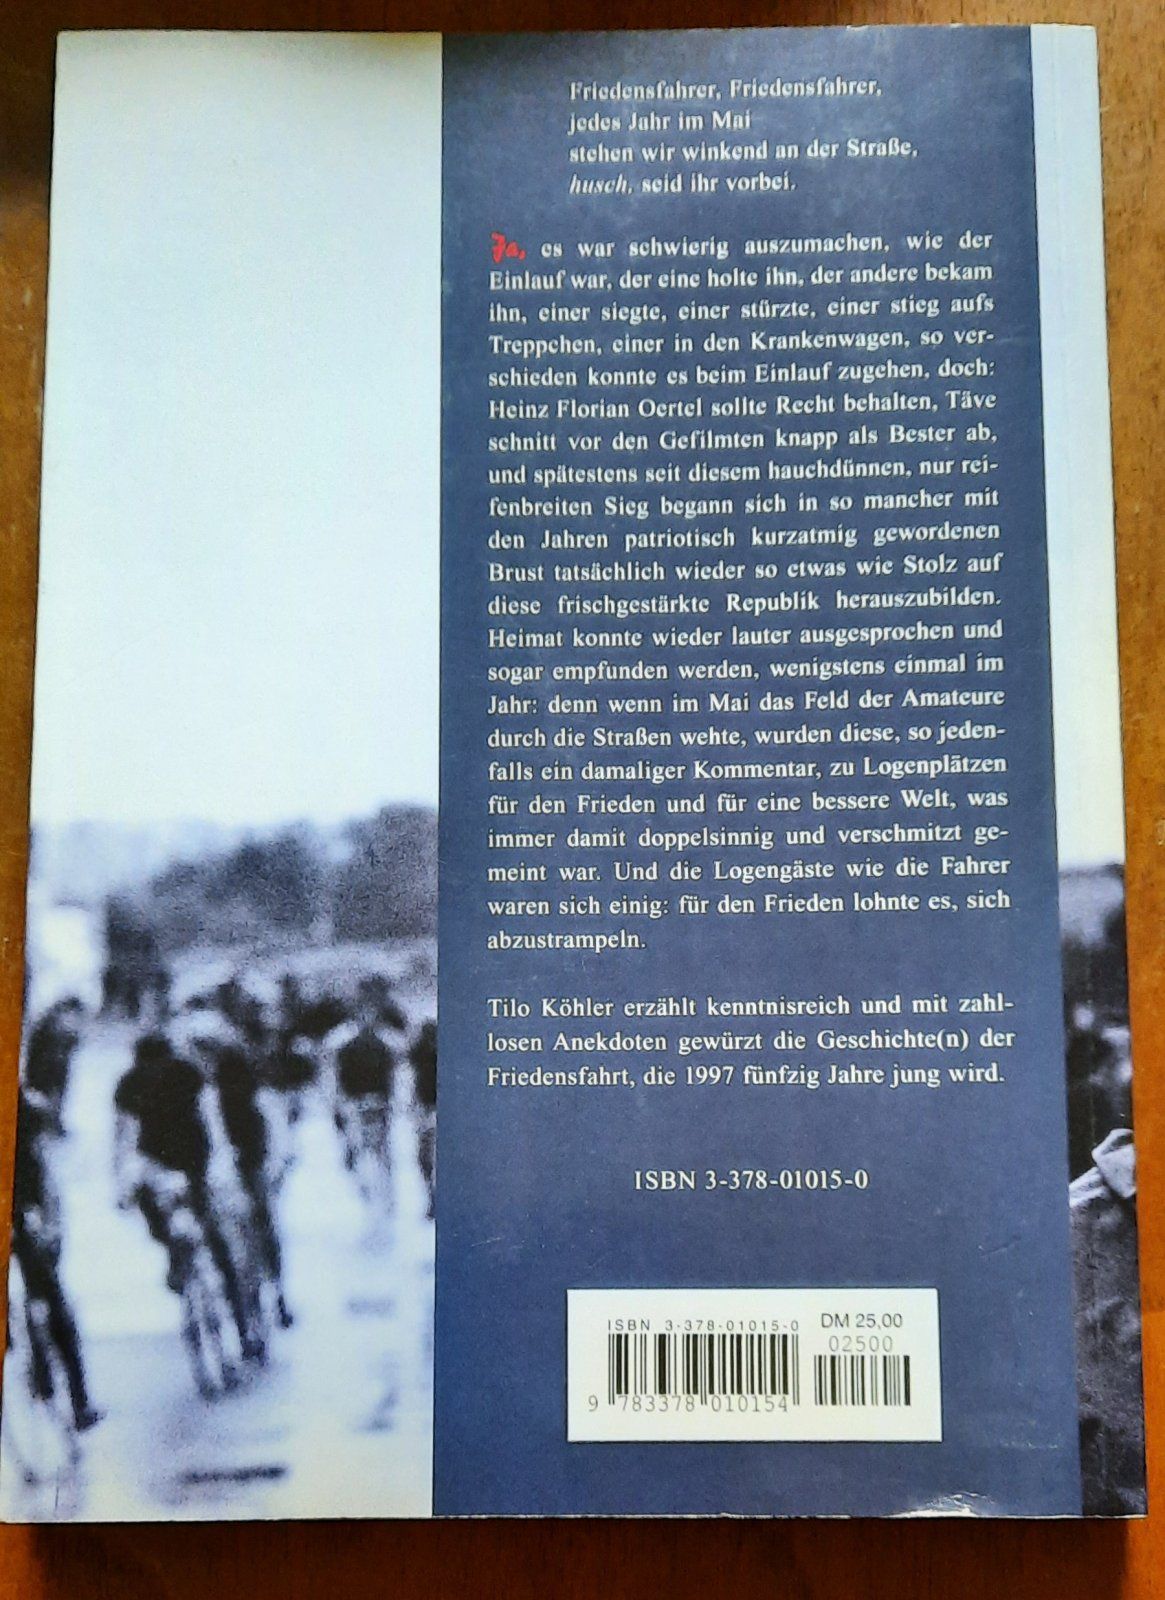 Friedensfahrer, Friedensfahrer,
jedes Jahr im Mai
stehen wir winkend an der Straße,
husch, seid ihr vorbei.
Ja, es war schwierig auszumachen, wie der
Einlauf war, der eine holte ihn, der andere bekam
ihn, einer siegte, einer stürzte, einer stieg aufs
Treppchen, einer in den Krankenwagen, so ver-
schieden konnte es beim Einlauf zugehen, doch:
Heinz Florian Oertel sollte Recht behalten, Täve
schnitt vor den Gefilmten knapp als Bester ab,
und spätestens seit diesem hauchdünnen, nur rei-
fenbreiten Sieg begann sich in so mancher mit
den Jahren patriotisch kurzatmig gewordenen
Brust tatsächlich wieder so etwas wie Stolz auf
diese frischgestärkte Republik herauszubilden.
Heimat konnte wieder lauter ausgesprochen und
sogar empfunden werden, wenigstens einmal im
Jahr: denn wenn im Mai das Feld der Amateure
durch die Straßen wehte, wurden diese, so jeden-
falls ein damaliger Kommentar, zu Logenplätzen
für den Frieden und für eine bessere Welt, was
immer damit doppelsinnig und verschmitzt ge-
meint war. Und die Logengäste wie die Fahrer
waren sich einig: für den Frieden lohnte es, sich
abzustrampeln.
Tilo Köhler erzählt kenntnisreich und mit zahl-
losen Anekdoten gewürzt die Geschichte(n) der
Friedensfahrt, die 1997 fünfzig Jahre jung wird.
ISBN 3-378-01015-0
ISBN 3-378-01015-0 DM 25,00
02500
9 783378 010154